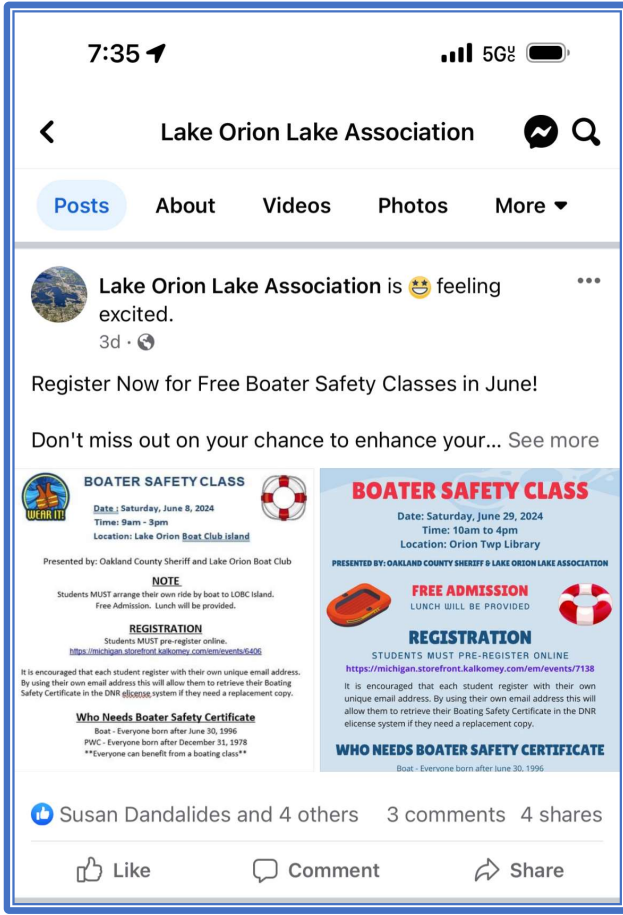 7:35
5G UC
Lake Orion Lake Association
Posts About Videos Photos More
Lake Orion Lake Association is feeling
excited.
3d ·
Register Now for Free Boater Safety Classes in June!
Don't miss out on your chance to enhance your... See more
WEAR IT!
BOATER SAFETY CLASS
Date : Saturday, June 8, 2024
Time: 9am - 3pm
Location: Lake Orion Boat Club island
Presented by: Oakland County Sheriff and Lake Orion Boat Club
NOTE
Students MUST arrange their own ride by boat to LOBC Island.
Free Admission. Lunch will be provided.
REGISTRATION
Students MUST pre-register online.
https://michigan.storefront.kalkomey.com/em/events/6406
It is encouraged that each student register with their own unique email address.
By using their own email address this will allow them to retrieve their Boating
Safety Certificate in the DNR elicense system if they need a replacement copy.
Who Needs Boater Safety Certificate
Boat - Everyone born after June 30, 1996
PWC - Everyone born after December 31, 1978
**Everyone can benefit from a boating class**
BOATER SAFETY CLASS
Date: Saturday, June 29, 2024
Time: 10am to 4pm
Location: Orion Twp Library
PRESENTED BY: OAKLAND COUNTY SHERIFF & LAKE ORION LAKE ASSOCIATION
FREE ADMISSION
LUNCH WILL BE PROVIDED
REGISTRATION
STUDENTS MUST PRE-REGISTER ONLINE
https://michigan.storefront.kalkomey.com/em/events/7138
It is encouraged that each student register with their own
unique email address. By using their own email address this will
allow them to retrieve their Boating Safety Certificate in the DNR
elicense system if they need a replacement copy.
WHO NEEDS BOATER SAFETY CERTIFICATE
Boat - Everyone born after June 30, 1996
Susan Dandalides and 4 others 3 comments 4 shares
Like Comment Share